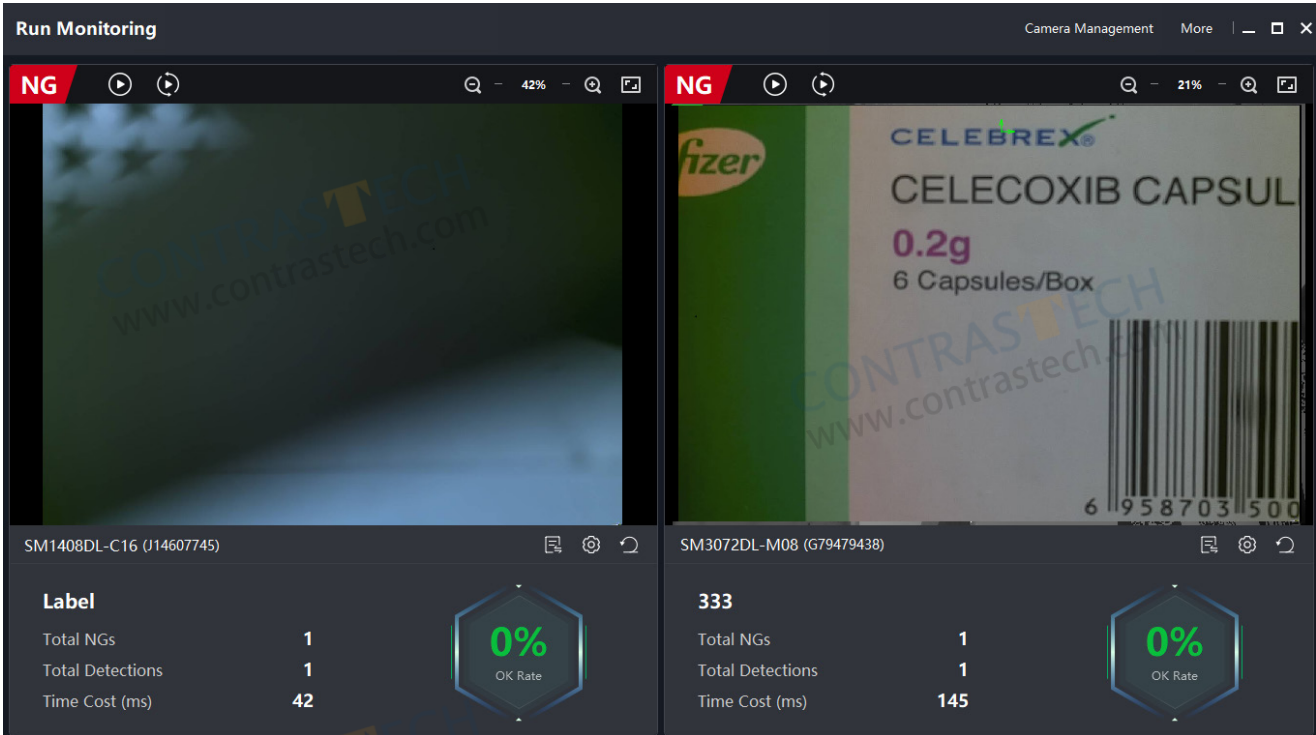 Run Monitoring
Camera Management More
NG
42%
CONTRASTECH
www.contrastech.com
SM1408DL-C16 (J14607745)
Label
Total NGs 1
Total Detections 1
Time Cost (ms) 42
0%
OK Rate
NG
21%
fizer
CELEBREX®
CELECOXIB CAPSUL
0.2g
6 Capsules/Box
CONTRASTECH
www.contrastech.com
6 958703 500
SM3072DL-M08 (G79479438)
333
Total NGs 1
Total Detections 1
Time Cost (ms) 145
0%
OK Rate